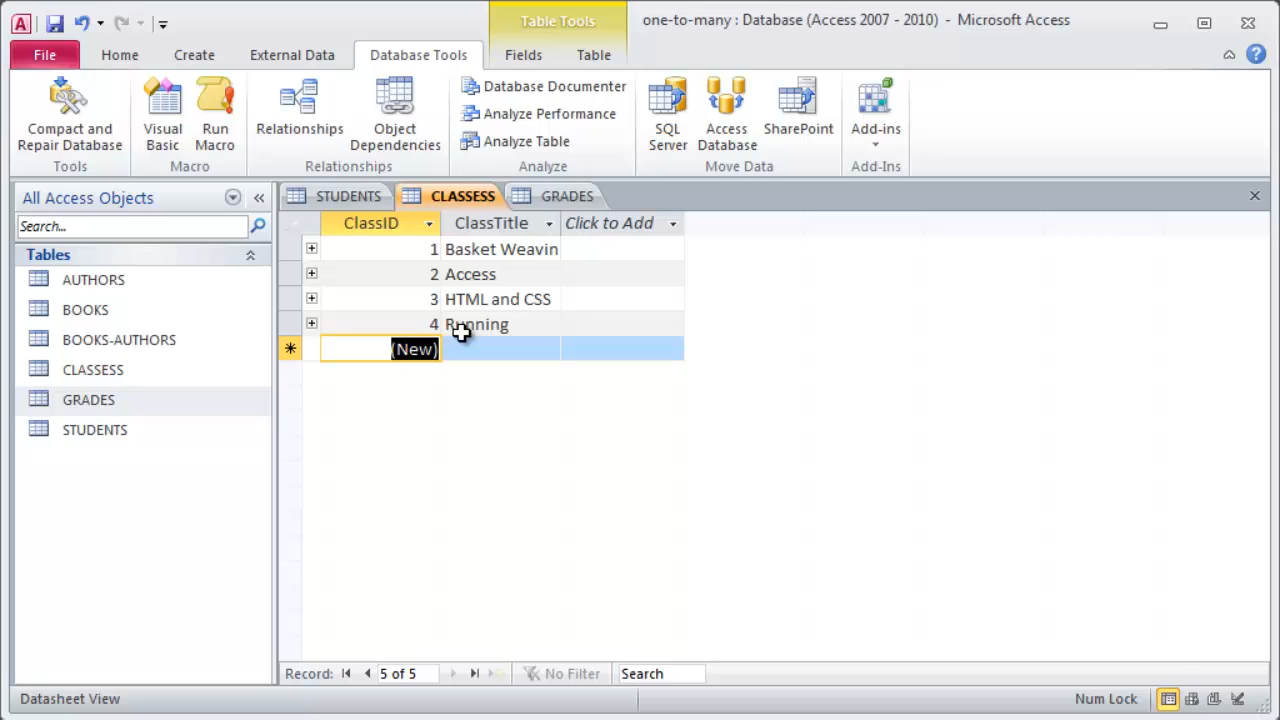 Table Tools
one-to-many : Database (Access 2007 - 2010) - Microsoft Access
File Home Create External Data Database Tools Fields Table
Compact and Repair Database
Tools
Visual Basic
Run Macro
Macro
Relationships
Object Dependencies
Relationships
Database Documenter
Analyze Performance
Analyze Table
Analyze
SQL Server
Access Database
SharePoint
Move Data
Add-ins
Add-Ins
All Access Objects
Search...
Tables
AUTHORS
BOOKS
BOOKS-AUTHORS
CLASSESS
GRADES
STUDENTS
STUDENTS CLASSESS GRADES
ClassID ClassTitle Click to Add
1 Basket Weavin
2 Access
3 HTML and CSS
4 Running
(New)
Record: 5 of 5 No Filter Search
Datasheet View Num Lock